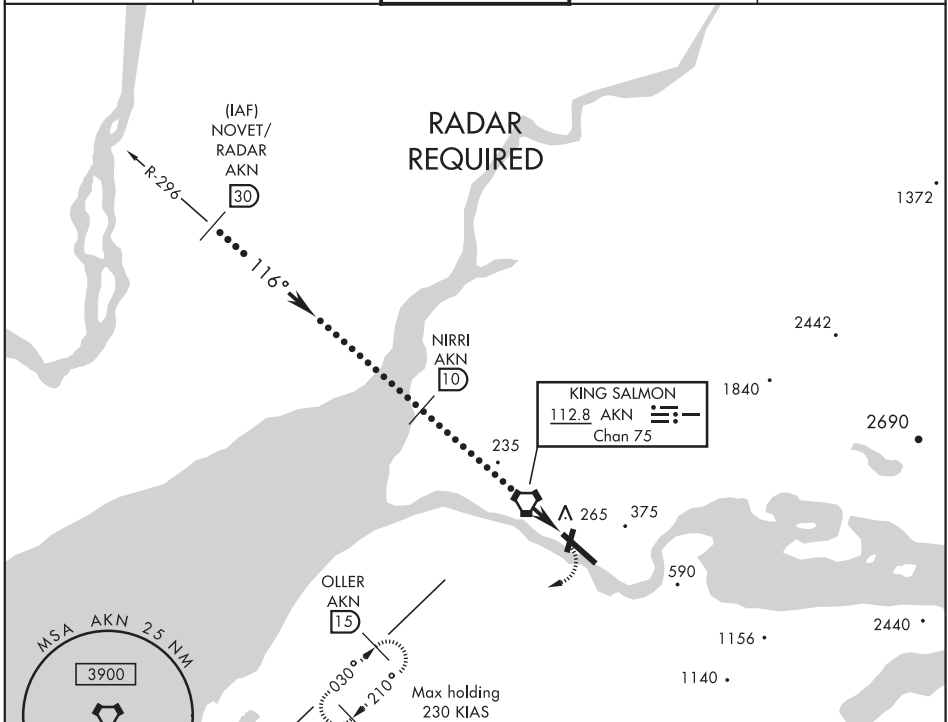 (IAF)
NOVET/
RADAR
AKN
30
R-296
RADAR
REQUIRED
1372
116°
2442
NIRRI
AKN
10
1840
KING SALMON
112.8 AKN
Chan 75
2690
235
265
375
590
OLLER
AKN
15
1156
2440
MSA AKN 25 NM
3900
030°
210°
1140
Max holding
230 KIAS